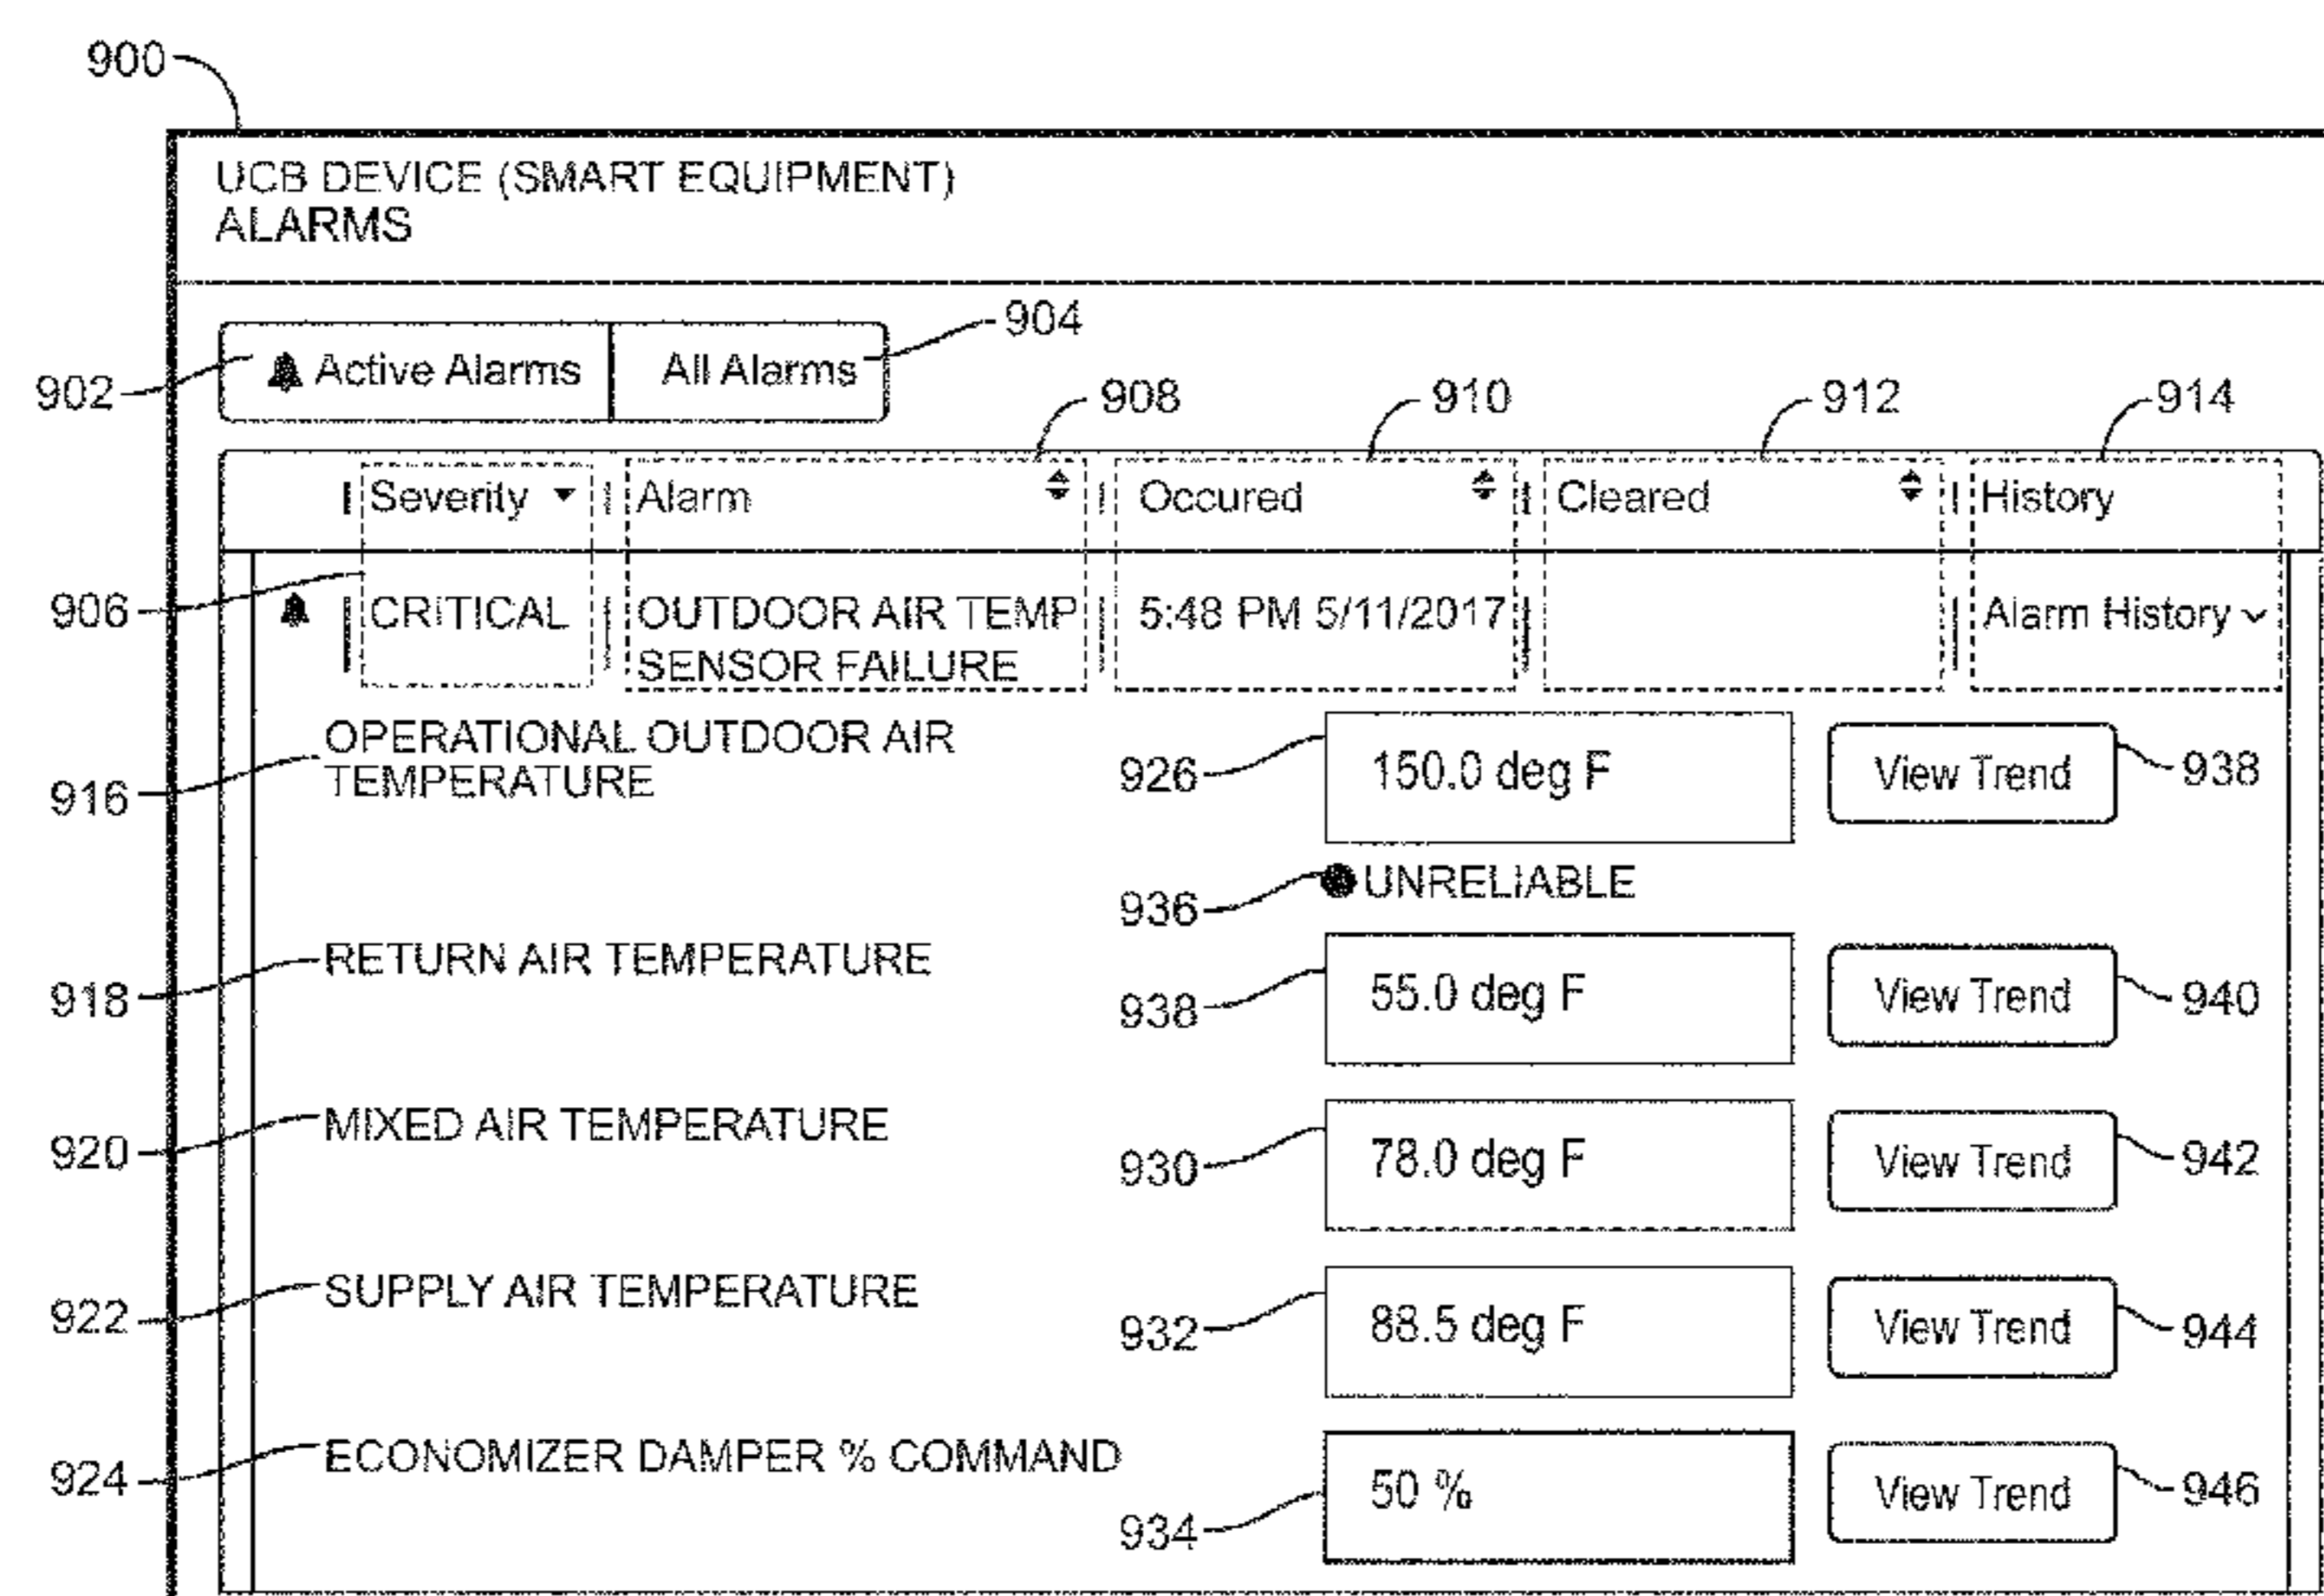 900
UCB DEVICE (SMART EQUIPMENT)
ALARMS
904
902
Active Alarms
All Alarms
908
910
912
914
Severity
Alarm
Occured
Cleared
History
906
CRITICAL
OUTDOOR AIR TEMP
SENSOR FAILURE
5:48 PM 5/11/2017
Alarm History
916
OPERATIONAL OUTDOOR AIR
TEMPERATURE
926
150.0 deg F
View Trend
938
936
UNRELIABLE
918
RETURN AIR TEMPERATURE
938
55.0 deg F
View Trend
940
920
MIXED AIR TEMPERATURE
930
78.0 deg F
View Trend
942
922
SUPPLY AIR TEMPERATURE
932
88.5 deg F
View Trend
944
924
ECONOMIZER DAMPER % COMMAND
934
50 %
View Trend
946